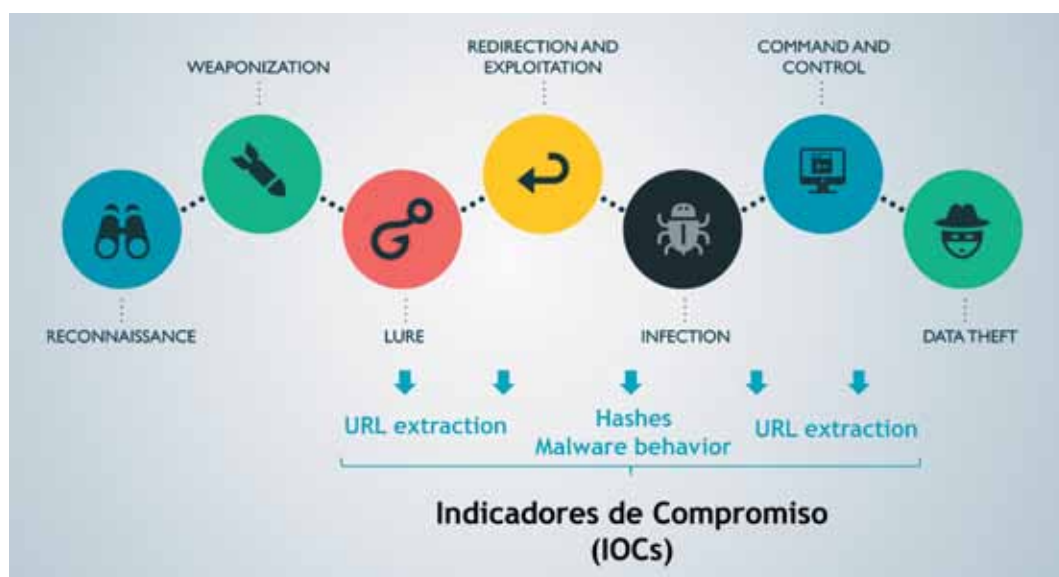 REDIRECTION AND
EXPLOITATION
COMMAND AND
CONTROL
WEAPONIZATION
RECONNAISSANCE
LURE
INFECTION
DATA THEFT
URL extraction
Hashes
Malware behavior
URL extraction
Indicadores de Compromiso
(IOCs)